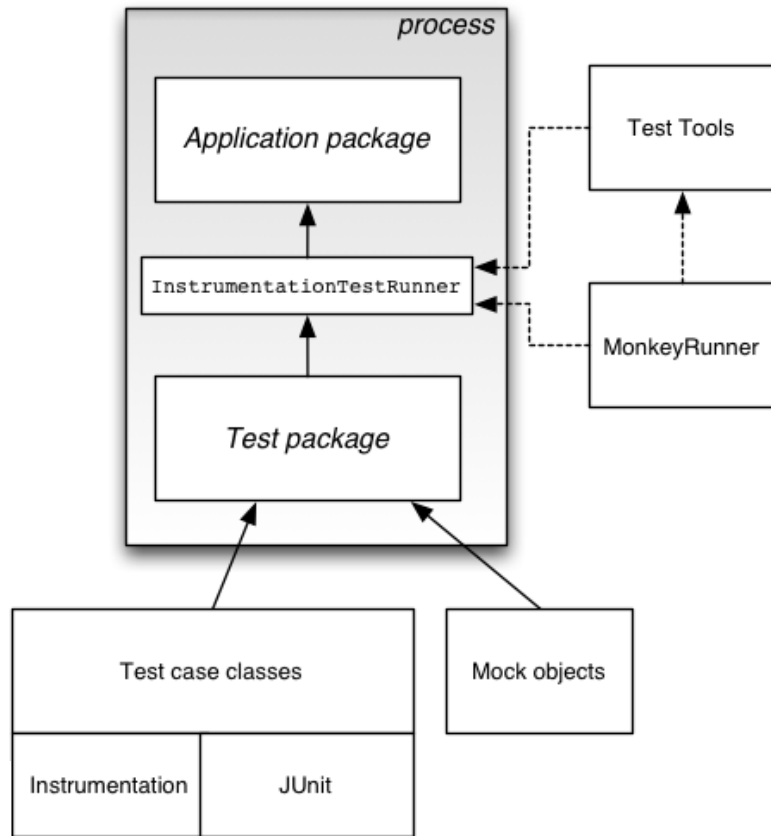 process
Application package
Test Tools
InstrumentationTestRunner
MonkeyRunner
Test package
Test case classes
Mock objects
Instrumentation
JUnit